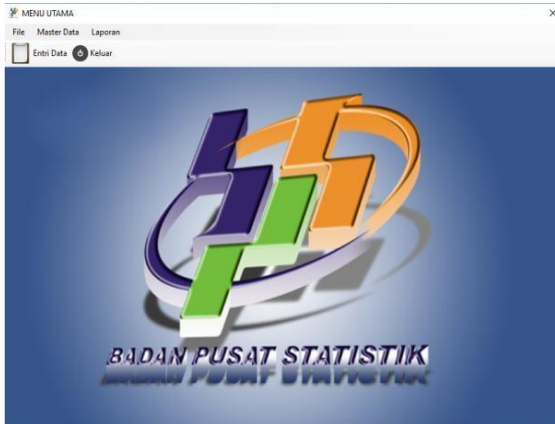 MENU UTAMA
File Master Data Laporan
Entri Data Keluar
BADAN PUSAT STATISTIK